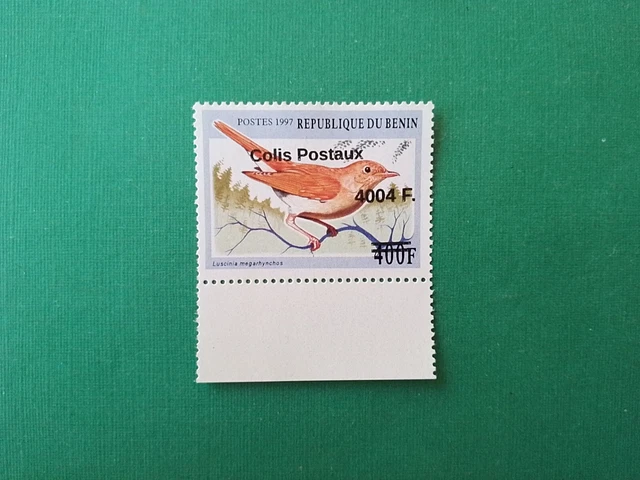 POSTES 1997 REPUBLIQUE DU BENIN
Colis Postaux
4004 F.
400F
Luscinia megarhynchos